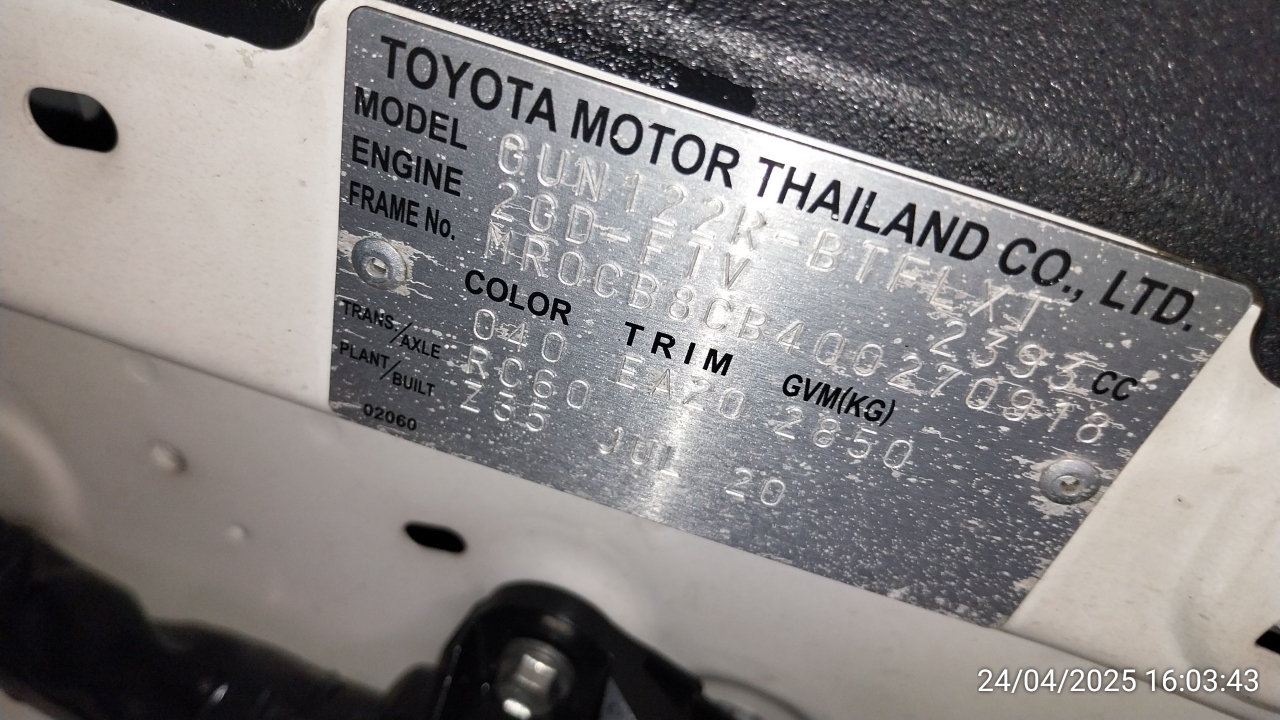 TOYOTA MOTOR THAILAND CO., LTD.
MODEL GUN122R-BTFLXT
ENGINE 2GD-FTV 2393 CC
FRAME No. MR0CB8CB400270918
COLOR TRIM GVM(KG)
040 EA20 2850
TRANS./AXLE RC60
PLANT/BUILT Z55 JUL 20
02060
24/04/2025 16:03:43